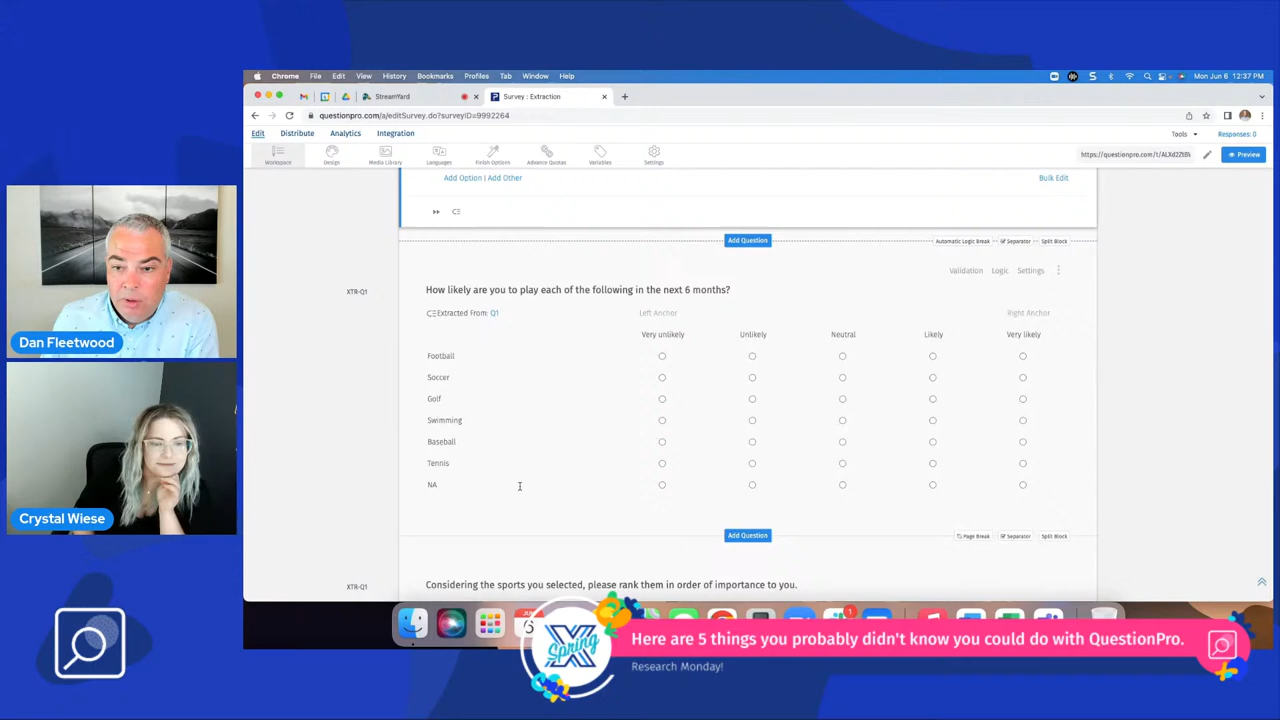 Chrome File Edit View History Bookmarks Profiles Tab Window Help
Mon Jun 6 12:37 PM
StreamYard
Survey : Extraction
questionpro.com/a/editSurvey.do?surveyID=9992264
Edit Distribute Analytics Integration
Tools
Responses: 0
Workspace Design Media Library Languages Finish Options Advance Quotas Variables Settings
Preview
Add Option | Add Other
Bulk Edit
Add Question
Automatic Logic Break Separator Split Block
Validation Logic Settings
XTR-Q1
How likely are you to play each of the following in the next 6 months?
Extracted From: Q1
Left Anchor
Right Anchor
Very unlikely Unlikely Neutral Likely Very likely
Football
Soccer
Golf
Swimming
Baseball
Tennis
NA
Add Question
Page Break Separator Split Block
XTR-Q1
Considering the sports you selected, please rank them in order of importance to you.
Dan Fleetwood
Crystal Wiese
6
1
X
Spring
Here are 5 things you probably didn't know you could do with QuestionPro.
Research Monday!